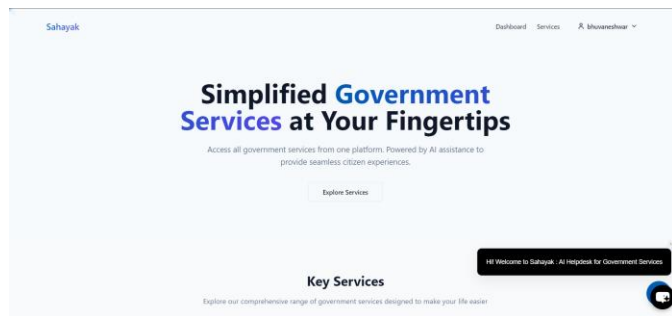 Sahayak
Dashboard Services bhuvaneshwar
Simplified Government
Services at Your Fingertips
Access all government services from one platform. Powered by AI assistance to
provide seamless citizen experiences.
Explore Services
Hi! Welcome to Sahayak : AI Helpdesk for Government Services
Key Services
Explore our comprehensive range of government services designed to make your life easier